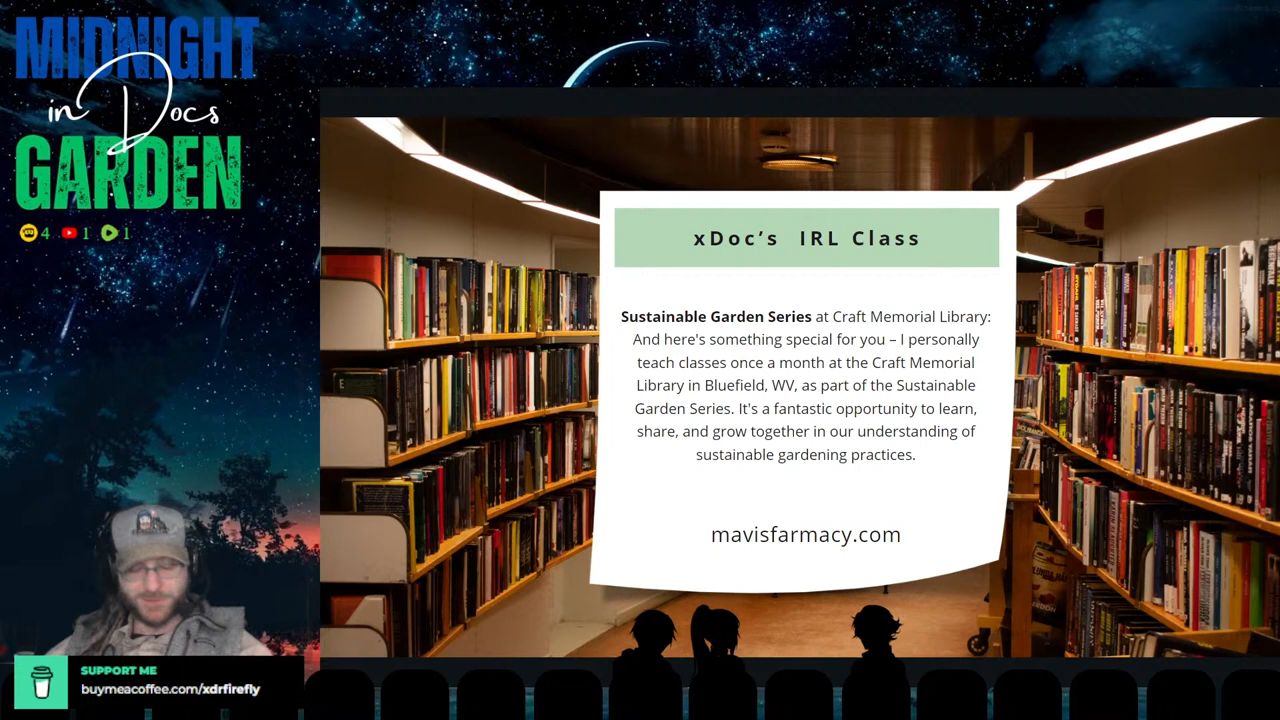 MIDNIGHT
in Docs
GARDEN
4 1 1
xDoc’s IRL Class
Sustainable Garden Series at Craft Memorial Library:
And here's something special for you – I personally
teach classes once a month at the Craft Memorial
Library in Bluefield, WV, as part of the Sustainable
Garden Series. It's a fantastic opportunity to learn,
share, and grow together in our understanding of
sustainable gardening practices.
mavisfarmacy.com
SUPPORT ME
buymeacoffee.com/xdrfirefly